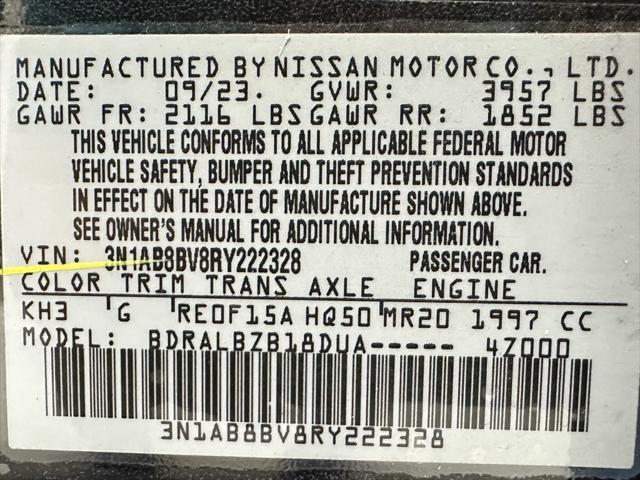 MANUFACTURED BY NISSAN MOTOR CO., LTD.
DATE: 09/23. GVWR: 3957 LBS
GAWR FR: 2116 LBS GAWR RR: 1852 LBS
THIS VEHICLE CONFORMS TO ALL APPLICABLE FEDERAL MOTOR
VEHICLE SAFETY, BUMPER AND THEFT PREVENTION STANDARDS
IN EFFECT ON THE DATE OF MANUFACTURE SHOWN ABOVE.
SEE OWNER'S MANUAL FOR ADDITIONAL INFORMATION.
VIN: 3N1AB8BV8RY222328 PASSENGER CAR.
COLOR TRIM TRANS AXLE ENGINE
KH3 G RE0F15A HQ50 MR20 1997 CC
MODEL: BDRALBZB18DUA----- 4Z000
3N1AB8BV8RY222328